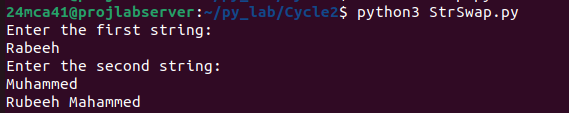 24mca41@projlabserver:~/py_lab/Cycle2$ python3 StrSwap.py
Enter the first string:
Rabeeh
Enter the second string:
Muhammed
Rubeeh Mahammed